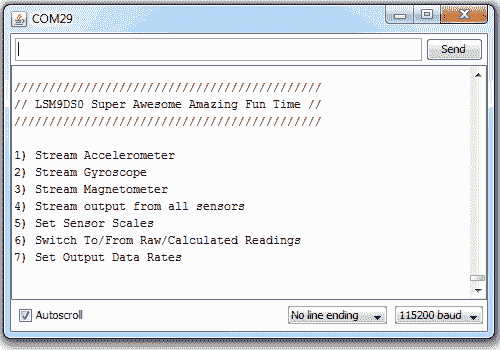 COM29
Send
////////////////////////////////////////////
// LSM9DS0 Super Awesome Amazing Fun Time //
////////////////////////////////////////////
1) Stream Accelerometer
2) Stream Gyroscope
3) Stream Magnetometer
4) Stream output from all sensors
5) Set Sensor Scales
6) Switch To/From Raw/Calculated Readings
7) Set Output Data Rates
Autoscroll
No line ending
115200 baud